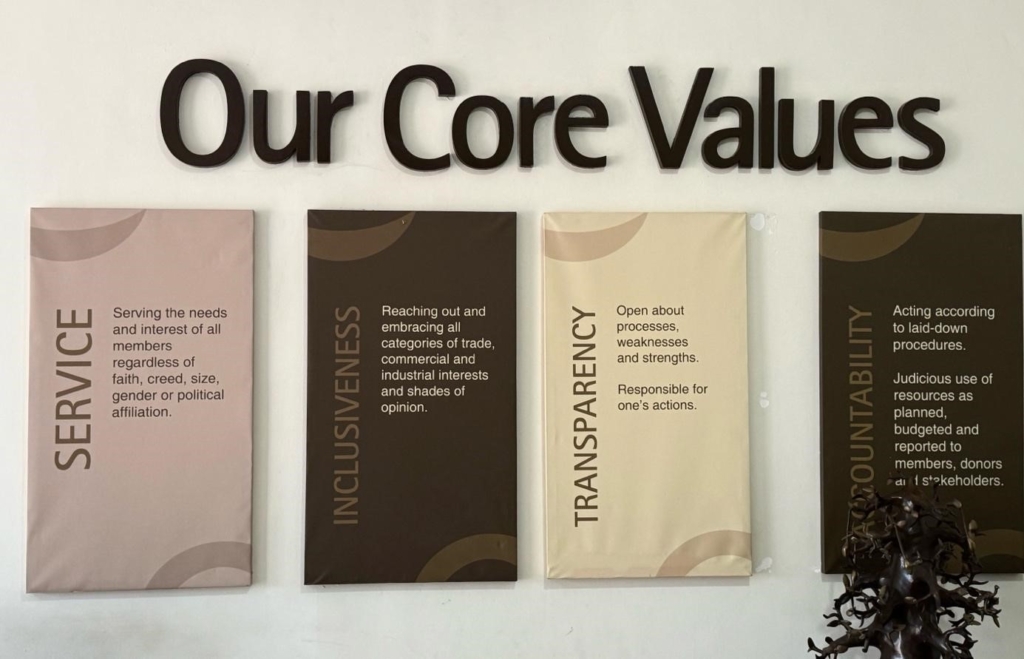 Our Core Values
SERVICE
Serving the needs
and interest of all
members
regardless of
faith, creed, size,
gender or political
affiliation.
INCLUSIVENESS
Reaching out and
embracing all
categories of trade,
commercial and
industrial interests
and shades of
opinion.
TRANSPARENCY
Open about
processes,
weaknesses
and strengths.
Responsible for
one's actions.
ACCOUNTABILITY
Acting according
to laid-down
procedures.
Judicious use of
resources as
planned,
budgeted and
reported to
members, donors
and stakeholders.